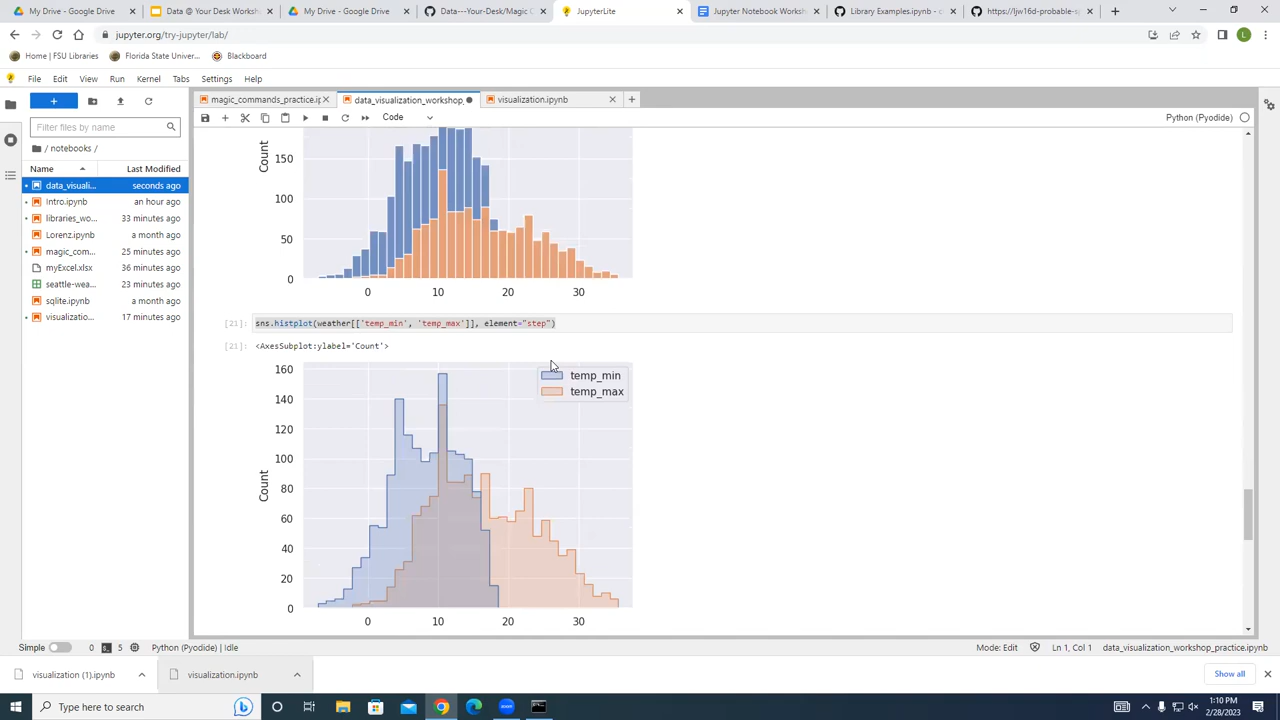 My Drive - Google Drive
Data @ Your Desk Workshop
My Drive - Google Drive
Data---Your-Desk/Magic C
JupyterLite
Jupyter Notebook Worksh
Library Examples.ipynb - c
https://ljw16d-probable-s
jupyter.org/try-jupyter/lab/
L
Home | FSU Libraries
Florida State Univer...
Blackboard
File Edit View Run Kernel Tabs Settings Help
magic_commands_practice.ip
data_visualization_workshop_
visualization.ipynb
Filter files by name
Code
Python (Pyodide)
/ notebooks /
Name Last Modified
data_visuali... seconds ago
Intro.ipynb an hour ago
libraries_wo... 33 minutes ago
Lorenz.ipynb a month ago
magic_com... 25 minutes ago
myExcel.xlsx 36 minutes ago
seattle-wea... 23 minutes ago
sqlite.ipynb a month ago
visualizatio... 17 minutes ago
Count
150
100
50
0
0 10 20 30
[21]: sns.histplot(weather[['temp_min', 'temp_max']], element="step")
[21]: <AxesSubplot:ylabel='Count'>
temp_min
temp_max
Count
160
140
120
100
80
60
40
20
0
0 10 20 30
Simple 0 5 Python (Pyodide) | Idle
Mode: Edit Ln 1, Col 1 data_visualization_workshop_practice.ipynb
visualization (1).ipynb
visualization.ipynb
Show all
Type here to search
zoom
1:10 PM
2/28/2023